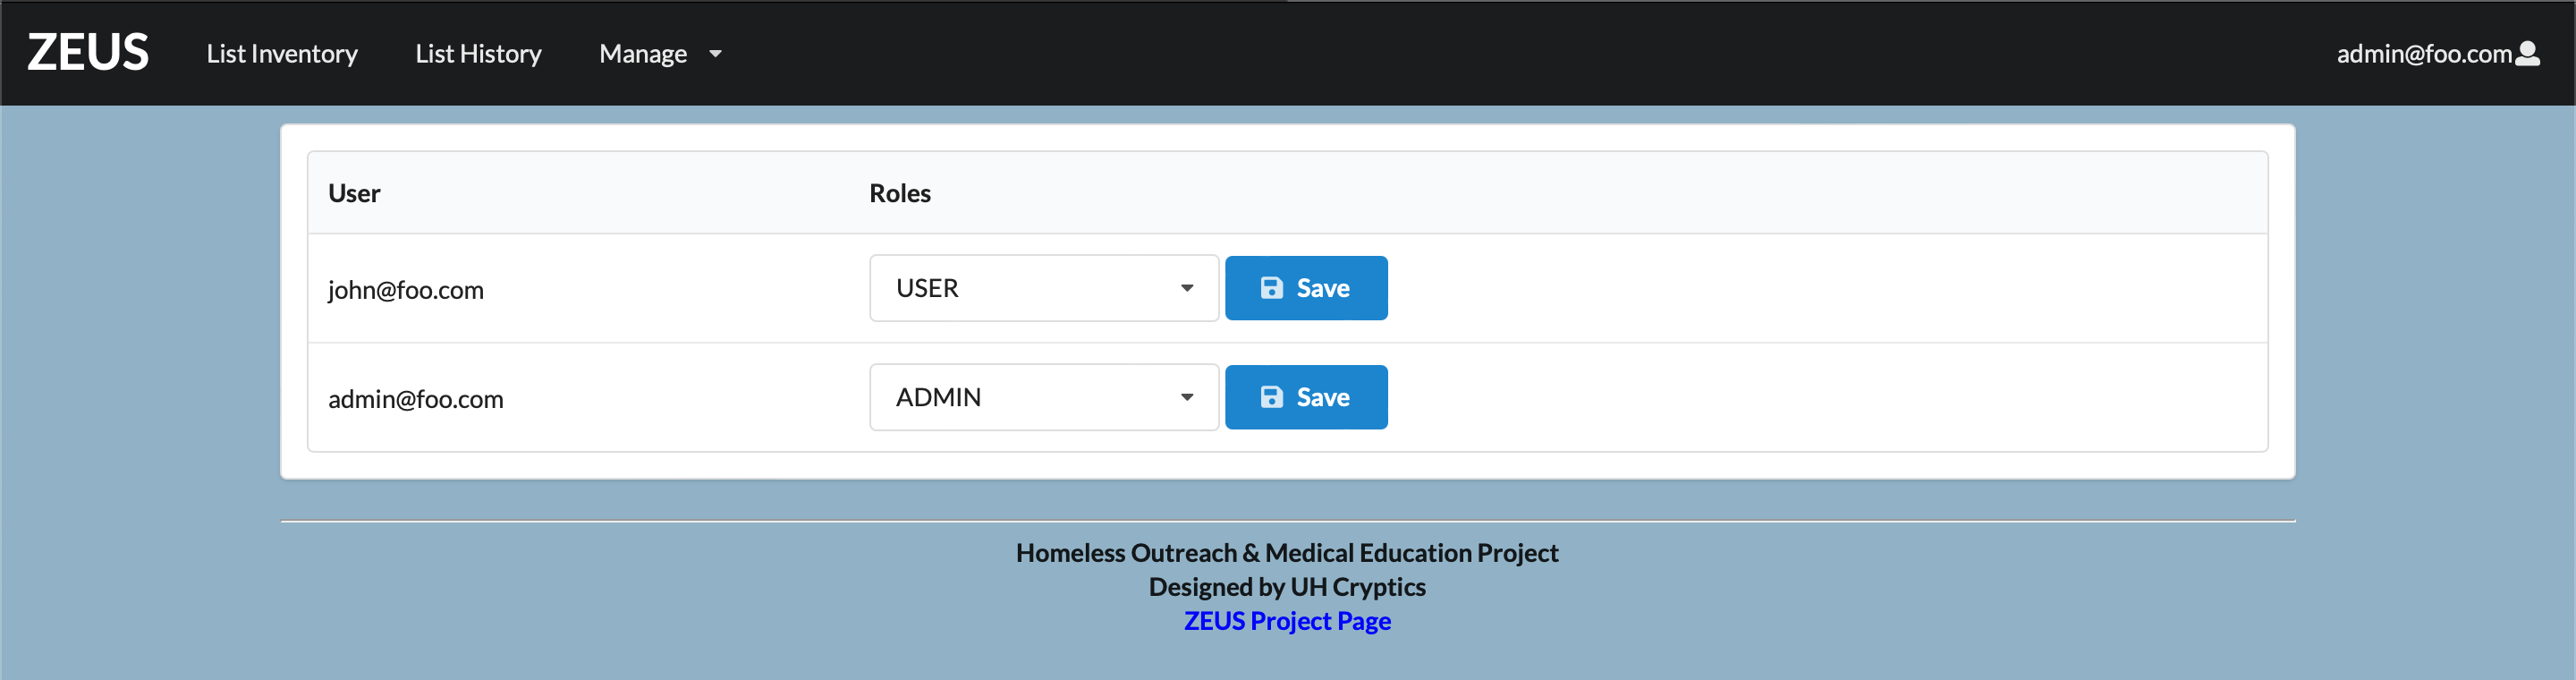 ZEUS List Inventory List History Manage admin@foo.com
User Roles
john@foo.com USER Save
admin@foo.com ADMIN Save
Homeless Outreach & Medical Education Project
Designed by UH Cryptics
ZEUS Project Page